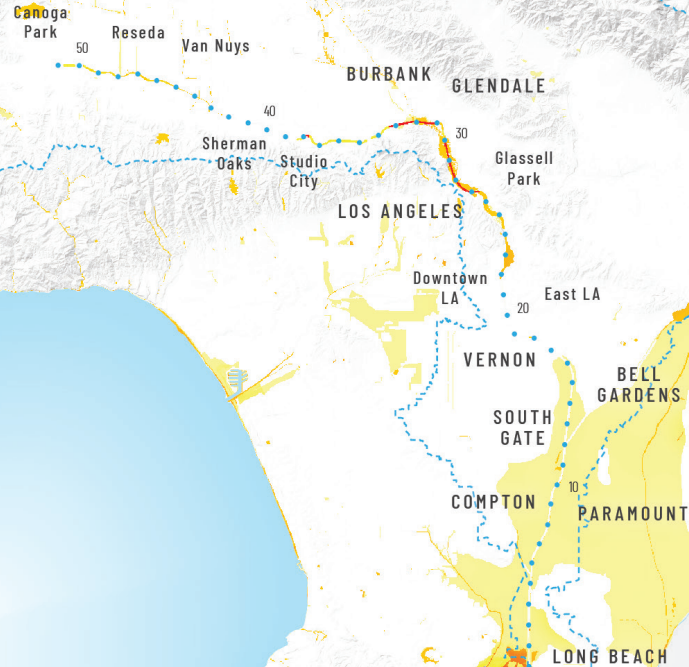 Canoga
Park
50
Reseda
Van Nuys
BURBANK
GLENDALE
40
30
Sherman
Oaks
Studio
City
Glassell
Park
LOS ANGELES
Downtown
LA
East LA
20
VERNON
BELL
GARDENS
SOUTH
GATE
10
COMPTON
PARAMOUNT
LONG BEACH